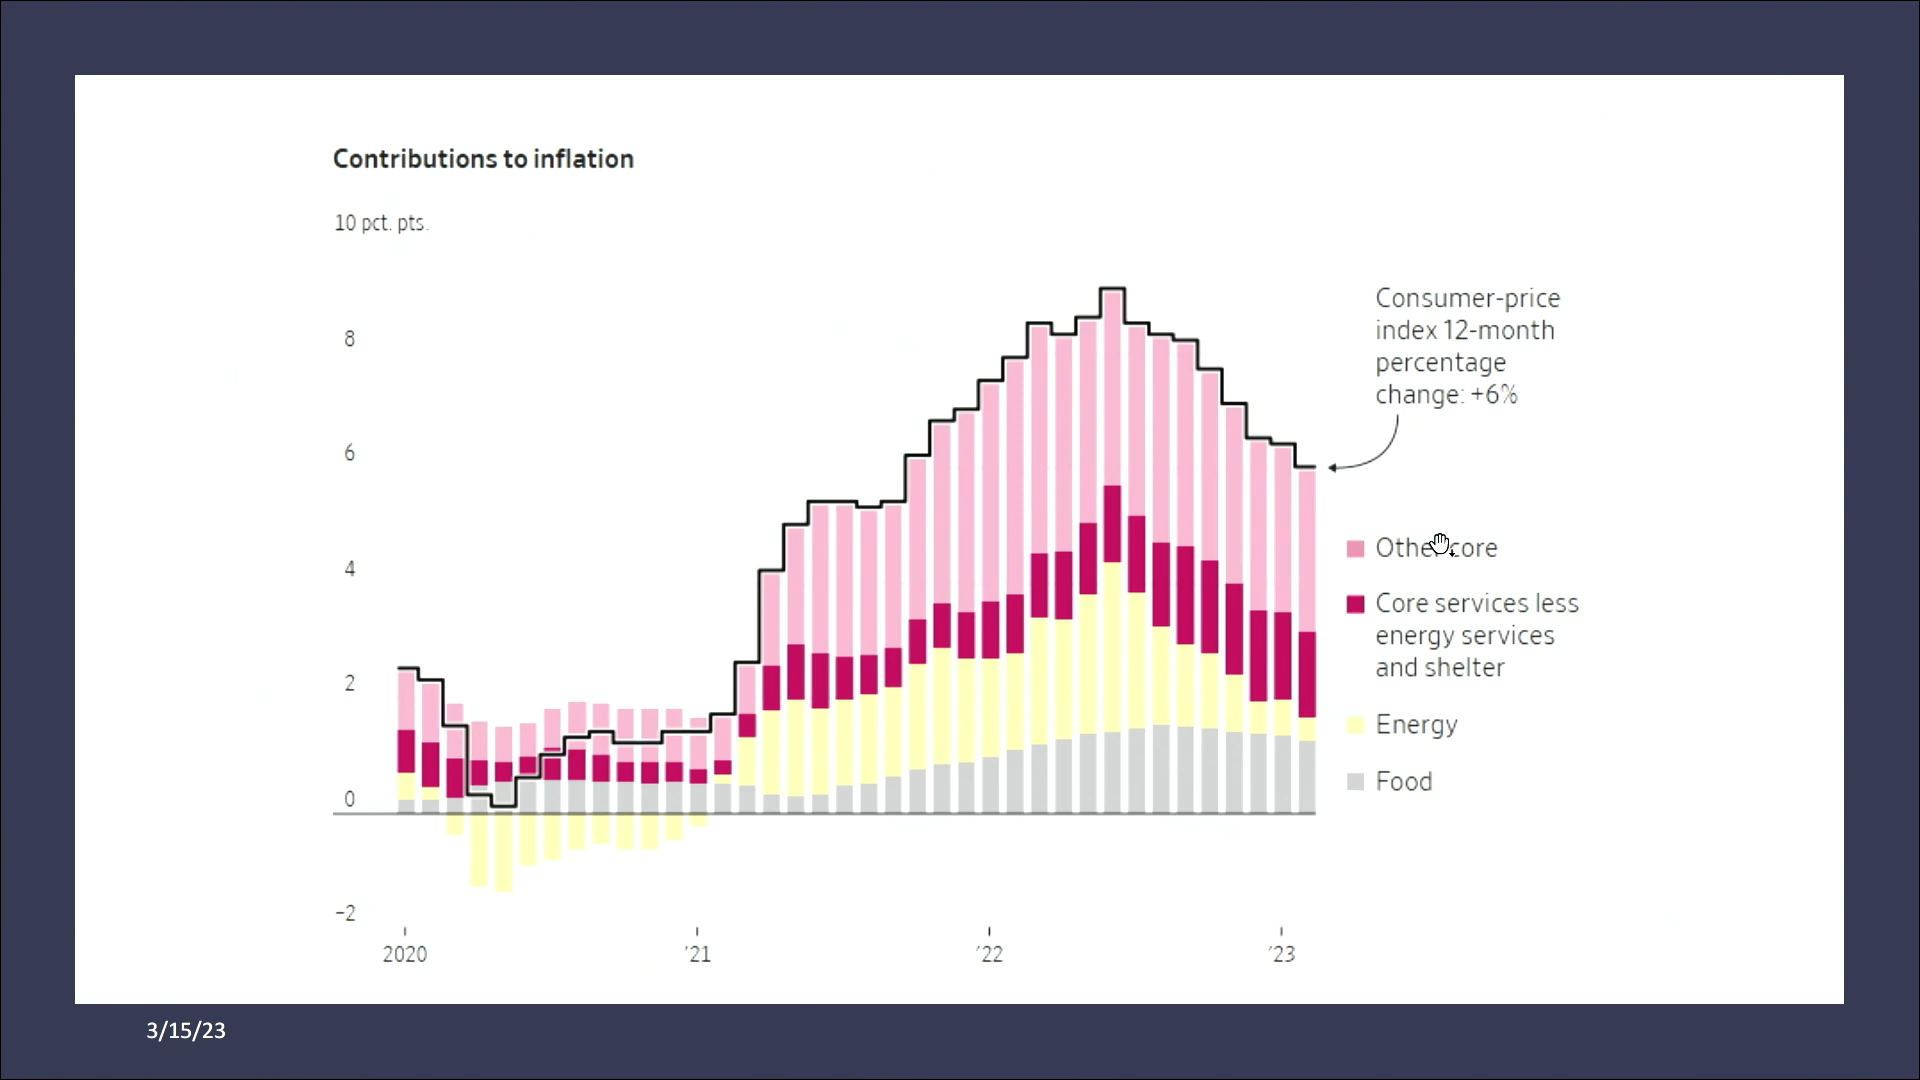 Contributions to inflation
10 pct. pts.
8
6
4
2
0
−2
2020
'21
'22
'23
Consumer-price
index 12-month
percentage
change: +6%
Other core
Core services less
energy services
and shelter
Energy
Food
3/15/23